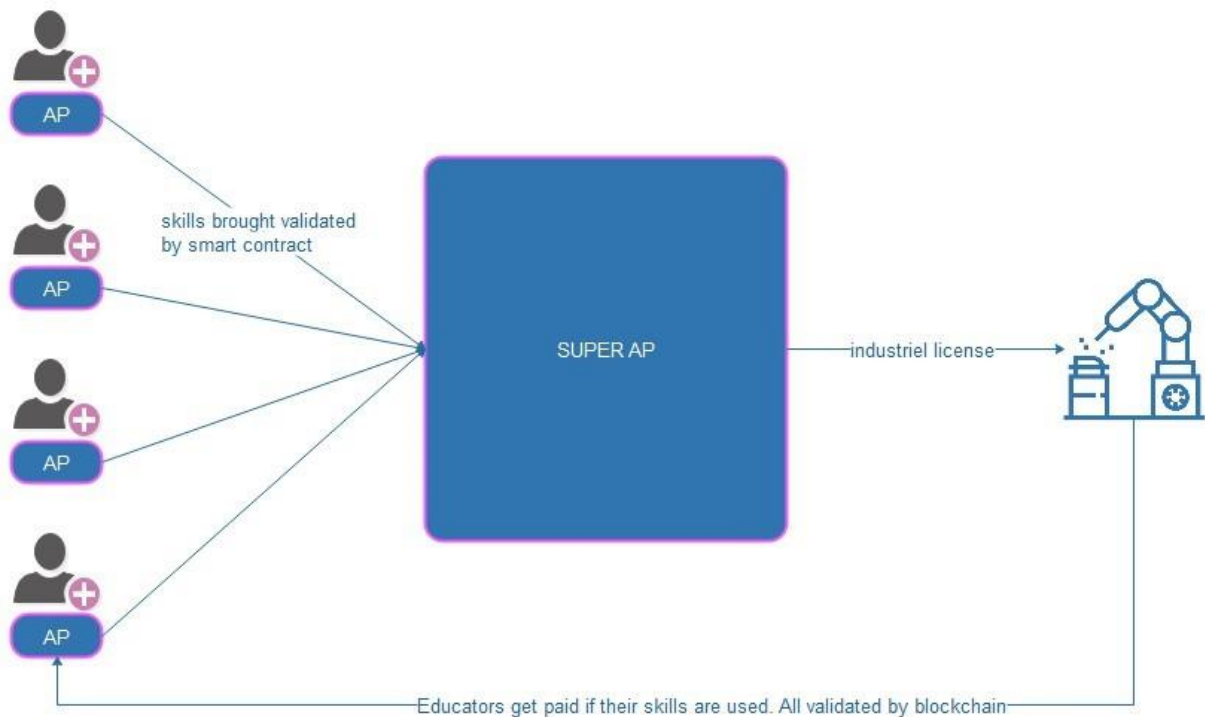 AP
skills brought validated
by smart contract
AP
SUPER AP
industriel license
AP
AP
Educators get paid if their skills are used. All validated by blockchain